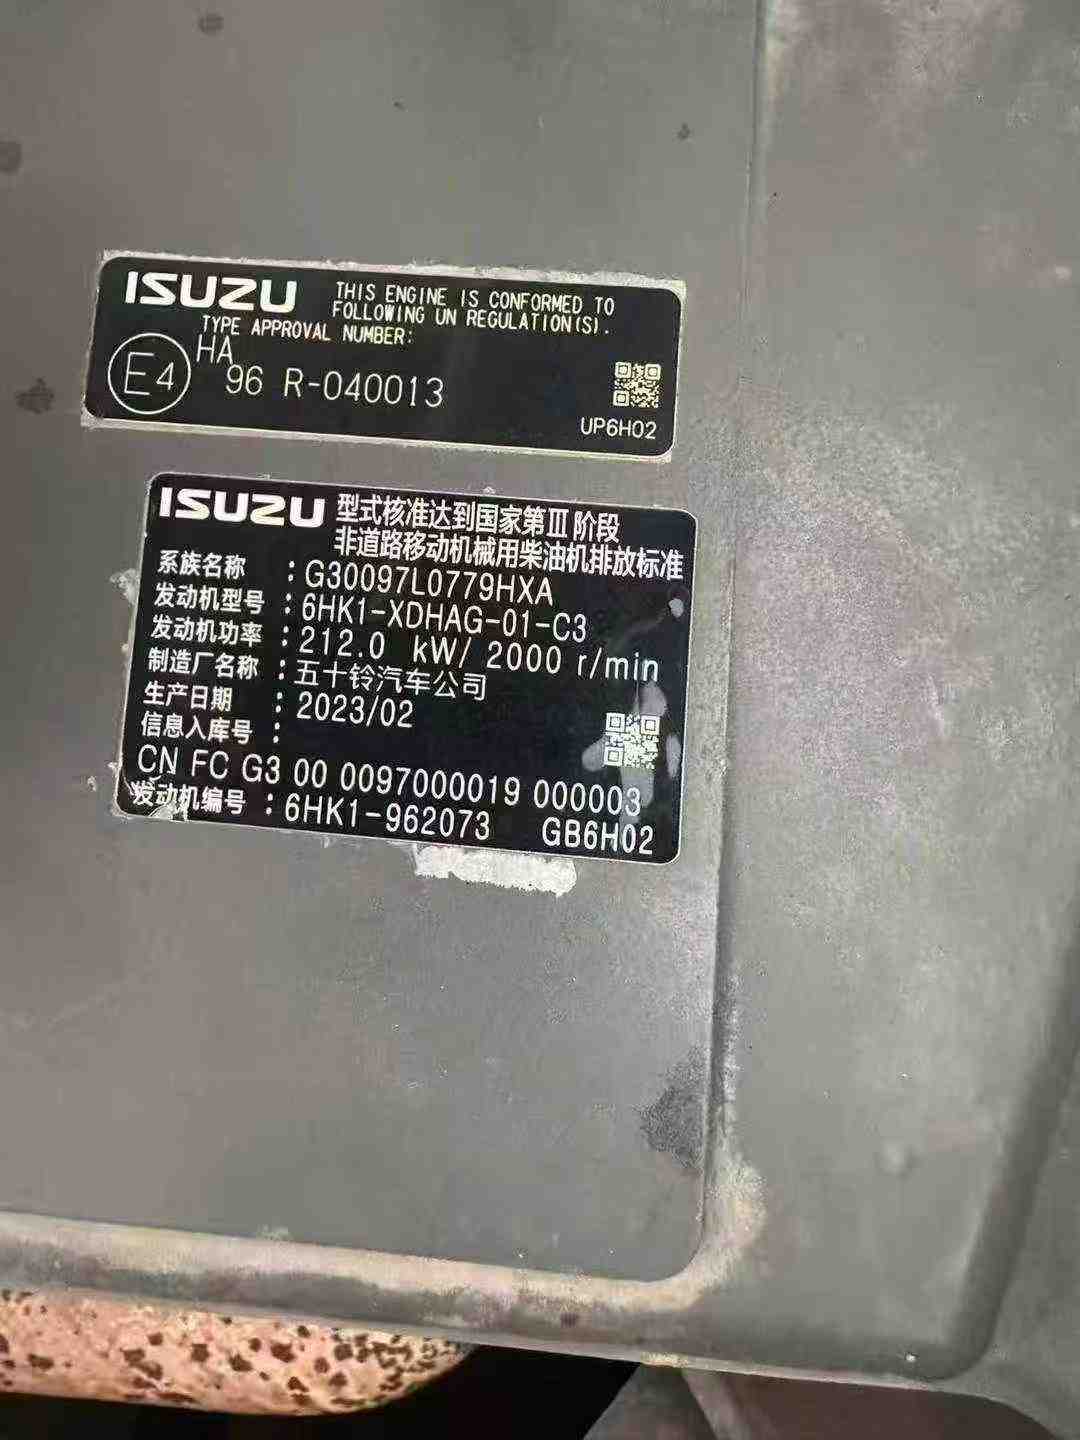 ISUZU THIS ENGINE IS CONFORMED TO
FOLLOWING UN REGULATION(S).
TYPE APPROVAL NUMBER:
E4 HA
96 R-040013
UP6H02
ISUZU 型式核准达到国家第III阶段
非道路移动机械用柴油机排放标准
系族名称 : G30097L0779HXA
发动机型号 : 6HK1-XDHAG-01-C3
发动机功率 : 212.0 kW/ 2000 r/min
制造厂名称 : 五十铃汽车公司
生产日期 : 2023/02
信息入库号 :
CN FC G3 00 0097000019 000003
发动机编号 : 6HK1-962073 GB6H02